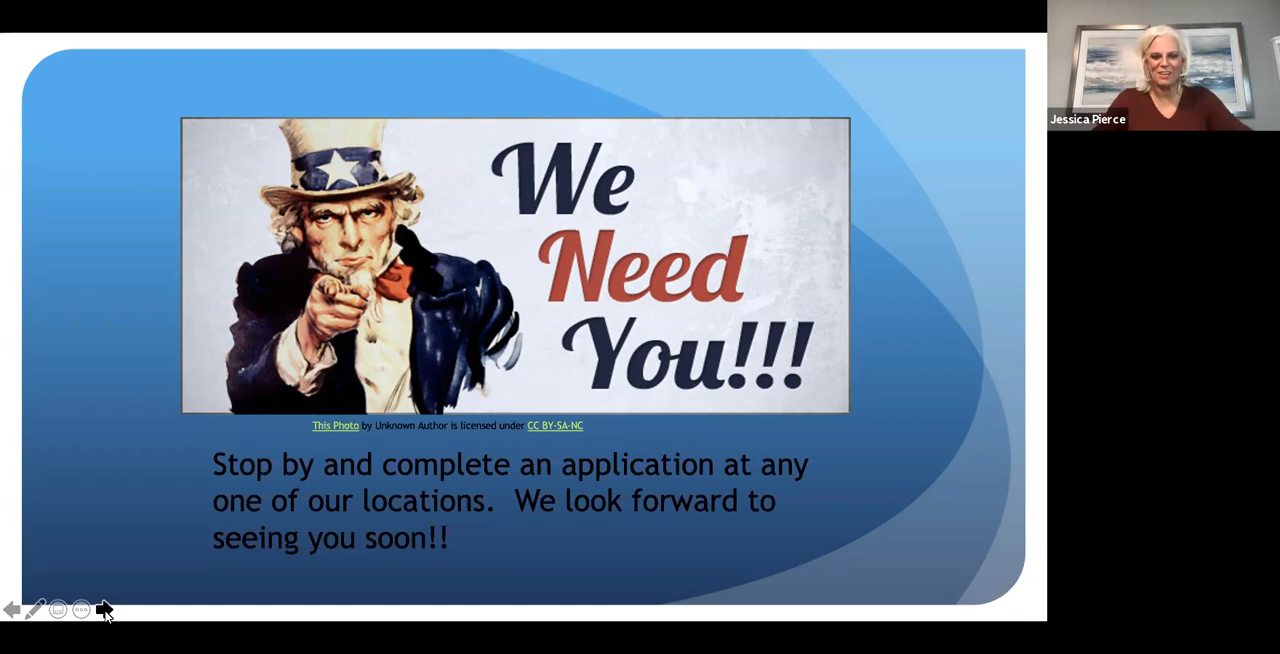 We
Need
You!!!
This Photo by Unknown Author is licensed under CC BY-SA-NC
Stop by and complete an application at any
one of our locations.  We look forward to
seeing you soon!!
Jessica Pierce